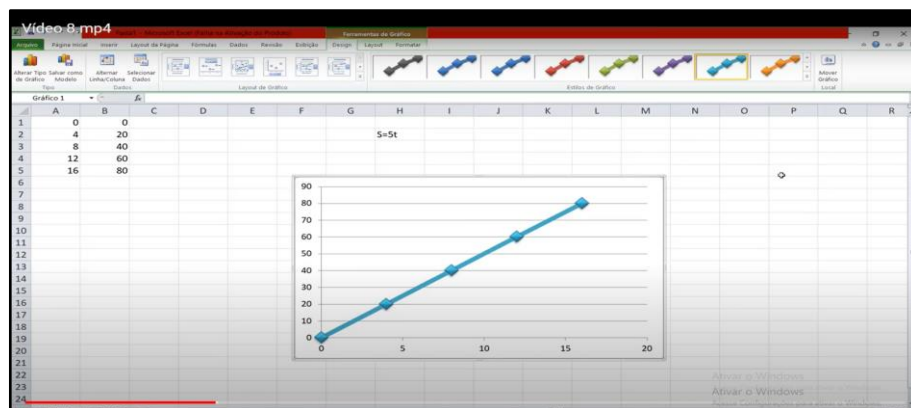 Vídeo 8.mp4
Ferramentas de Gráfico
Arquivo Página Inicial Inserir Layout da Página Fórmulas Dados Revisão Exibição Design Layout Formatar
Alterar Tipo de Gráfico
Salvar como Modelo
Alternar Linha/Coluna
Selecionar Dados
Mover Gráfico
Tipo Dados Layout de Gráfico Estilos de Gráfico Local
Gráfico 1 fx
A B C D E F G H I J K L M N O P Q R
1 0 0
2 4 20 S=5t
3 8 40
4 12 60
5 16 80
6
7
8
9
10
11
12
13
14
15
16
17
18
19
20
21
22
23
24
90
80
70
60
50
40
30
20
10
0
0 5 10 15 20
Ativar o Windows
Ativar o Windows